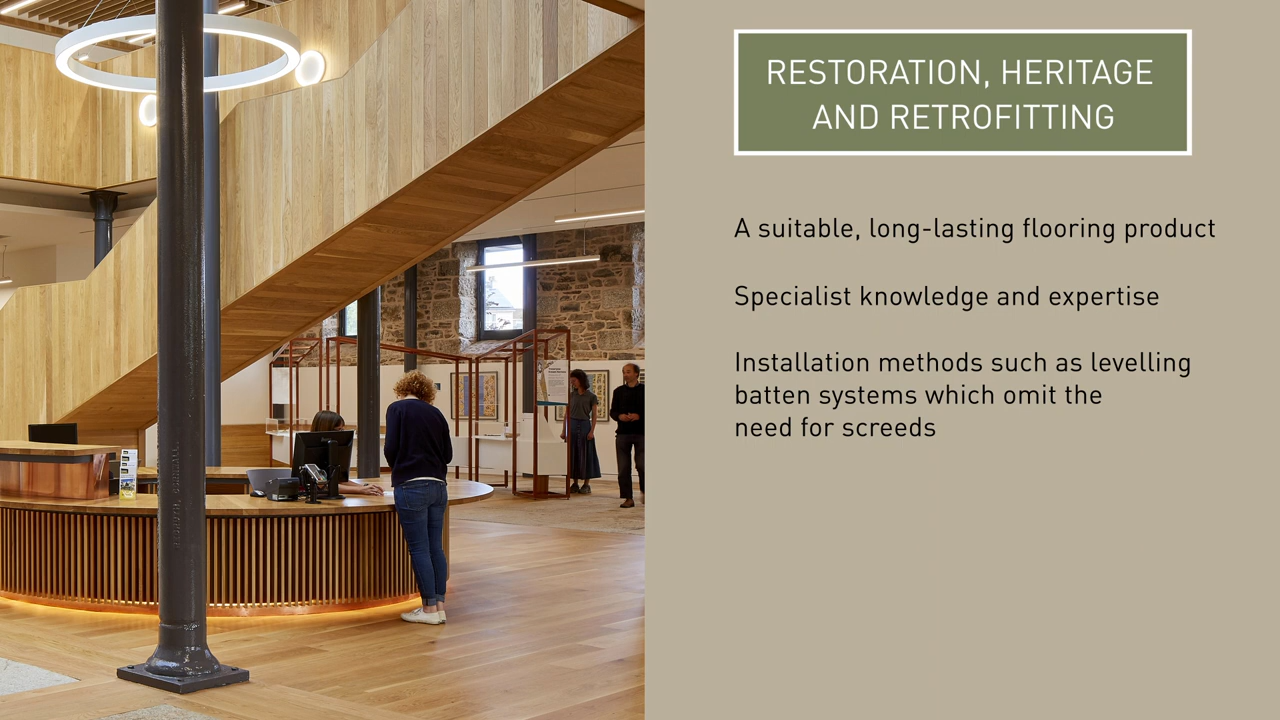 RESTORATION, HERITAGE
AND RETROFITTING
A suitable, long-lasting flooring product
Specialist knowledge and expertise
Installation methods such as levelling
batten systems which omit the
need for screeds